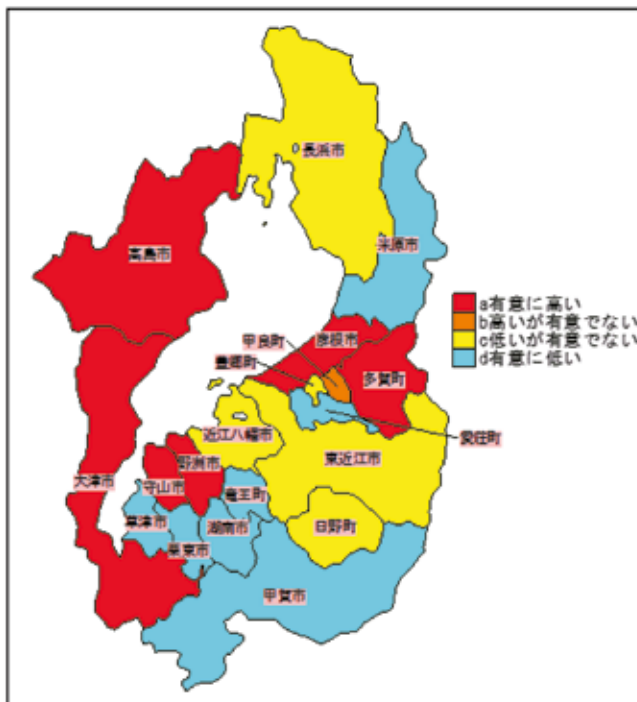 長浜市
米原市
高島市
a有意に高い
b高いが有意でない
c低いが有意でない
d有意に低い
甲良町
彦根市
豊郷町
多賀町
愛荘町
近江八幡市
東近江市
野洲市
大津市
守山市
竜王町
草津市
湖南市
日野町
栗東市
甲賀市